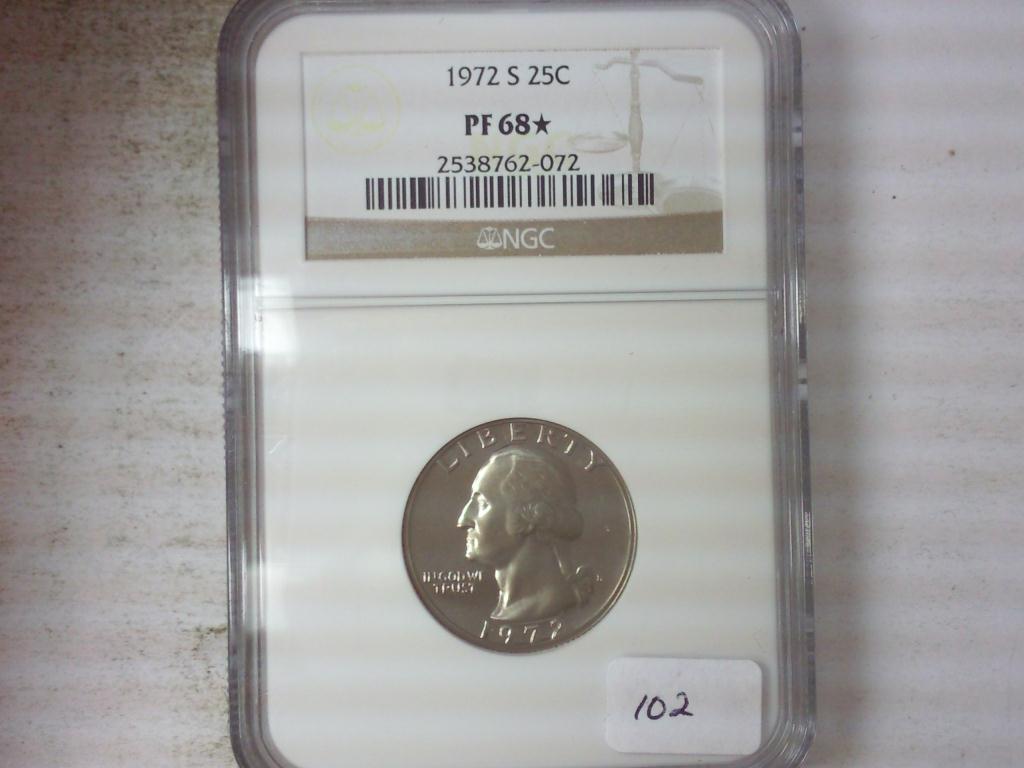 1972 S 25C
PF 68★
2538762-072
NGC
LIBERTY
IN GOD WE
TRUST
1972
102